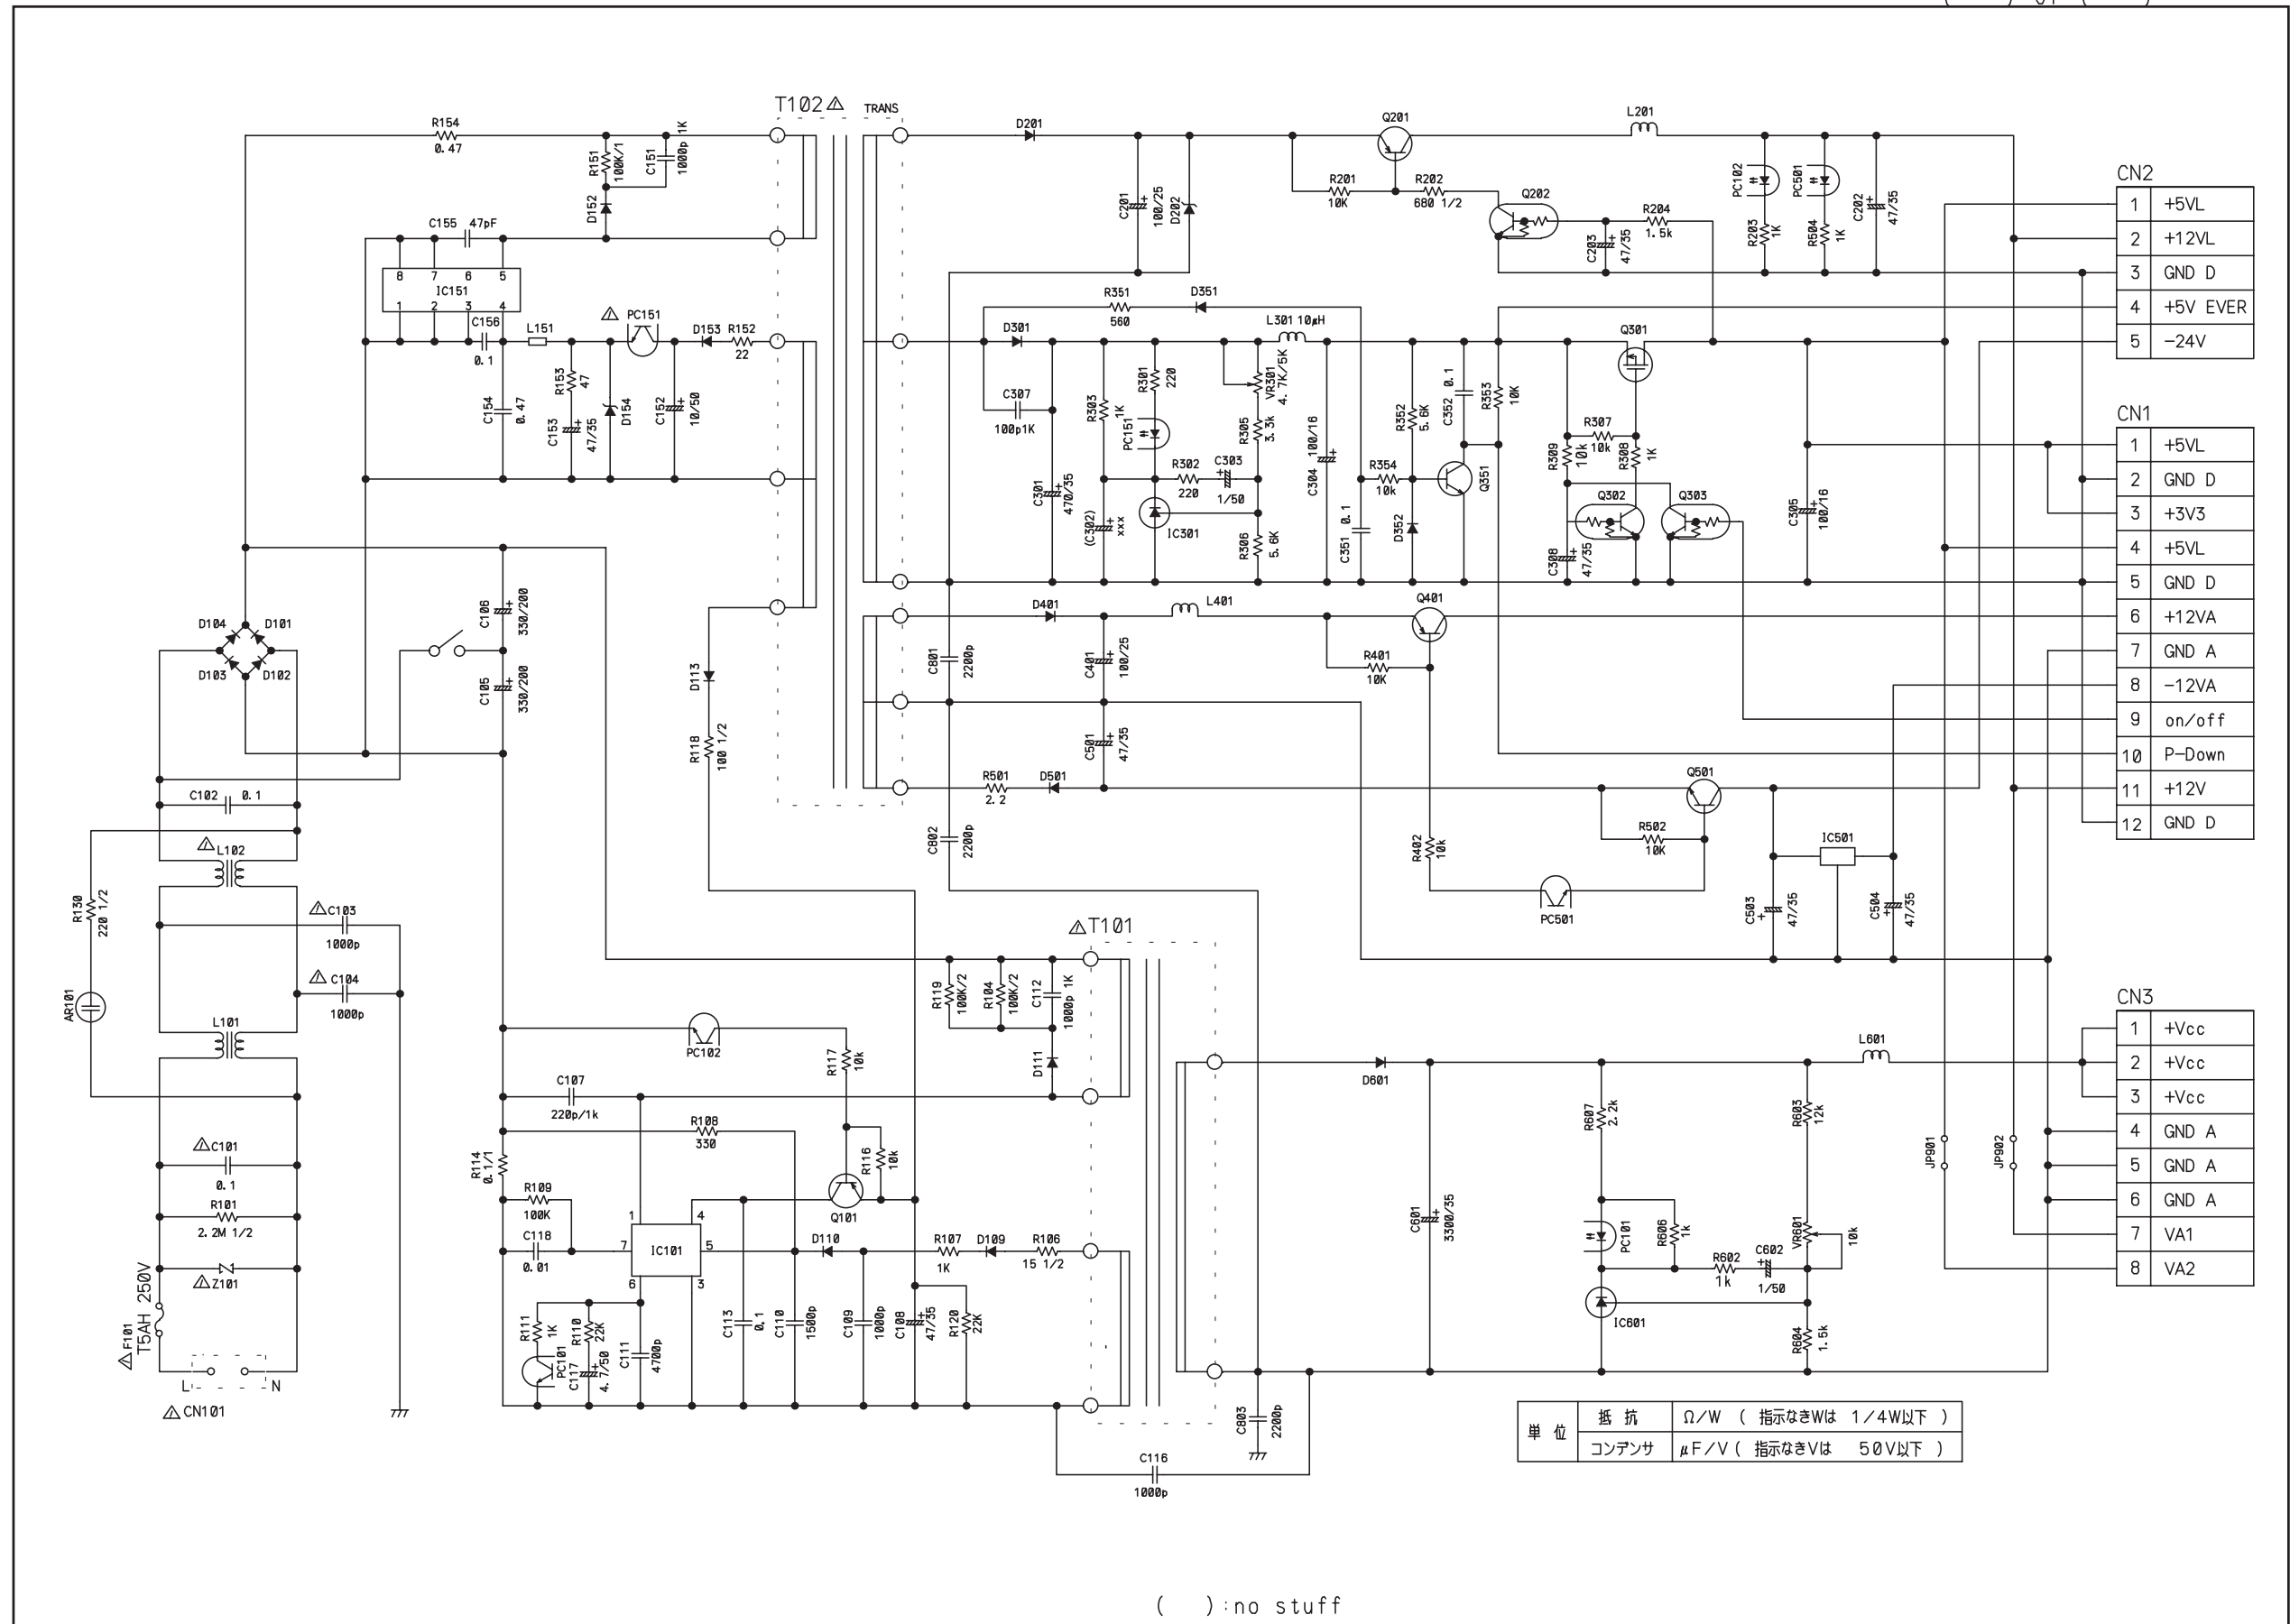 T102 TRANS
R154
0.47
R151
100K/1
C151
1000p 1K
D152
C155 47pF
8 7 6 5
IC151
1 2 3 4
C156
0.1
L151
PC151
D153 R152
22
C154
0.47
R153
47
C153
47/35
D154
C152
10/50
D201
C201
100/25
D202
Q201
R201
10K
R202
680 1/2
Q202
C203
47/35
R204
1.5k
L201
PC102
R203
1K
PC501
R504
1K
C202
47/35
CN2
1 +5VL
2 +12VL
3 GND D
4 +5V EVER
5 -24V
R351
560
D351
D301
C307
100p1K
C301
470/35
R303
1K
(C302)
xxx
R301
220
PC151
R302
220
C303
1/50
IC301
L301 10µH
VR301
4.7K/5K
R305
3.3k
R306
5.6K
C304
100/16
C351 0.1
R354
10k
R352
5.6K
D352
C352 0.1
Q351
R353
10K
Q301
R309
10k
R307
10k
R308
1K
Q302
Q303
C308
47/35
C305
100/16
CN1
1 +5VL
2 GND D
3 +3V3
4 +5VL
5 GND D
6 +12VA
7 GND A
8 -12VA
9 on/off
10 P-Down
11 +12V
12 GND D
D104 D101
D103 D102
C106
330/200
C105
330/200
D113
R118
100 1/2
C801
2200p
C802
2200p
D401
L401
C401
100/25
C501
47/35
R501
2.2
D501
Q401
R401
10K
R402
10k
PC501
Q501
R502
10K
IC501
C503
47/35
C504
47/35
C102 0.1
L102
R130
220 1/2
AR101
C103
1000p
C104
1000p
L101
C101
0.1
R101
2.2M 1/2
Z101
F101
T5AH 250V
L N
CN101
T101
R119
100K/2
R104
100K/2
C112
1000p 1K
D111
PC102
R117
10k
C107
220p/1k
R108
330
R114
0.1/1
R109
100K
C118
0.01
R116
10k
Q101
1 4
7 IC101 5
6 3
D110
R107
1K
D109
R106
15 1/2
R111
1K
PC101
R110
22K
C117
4.7/50
C111
4700p
C113
0.1
C110
1500p
C109
1000p
C108
47/35
R120
22K
C116
1000p
C803
2200p
D601
C601
3300/35
R607
2.2k
PC101
R606
1k
R602
1k
C602
1/50
IC601
R603
12k
VR601
10k
R604
1.5k
L601
JP901
JP902
CN3
1 +Vcc
2 +Vcc
3 +Vcc
4 GND A
5 GND A
6 GND A
7 VA1
8 VA2
単 位
抵 抗 Ω/W ( 指示なきWは 1/4W以下 )
コンデンサ µF/V ( 指示なきVは 50V以下 )
( ):no stuff